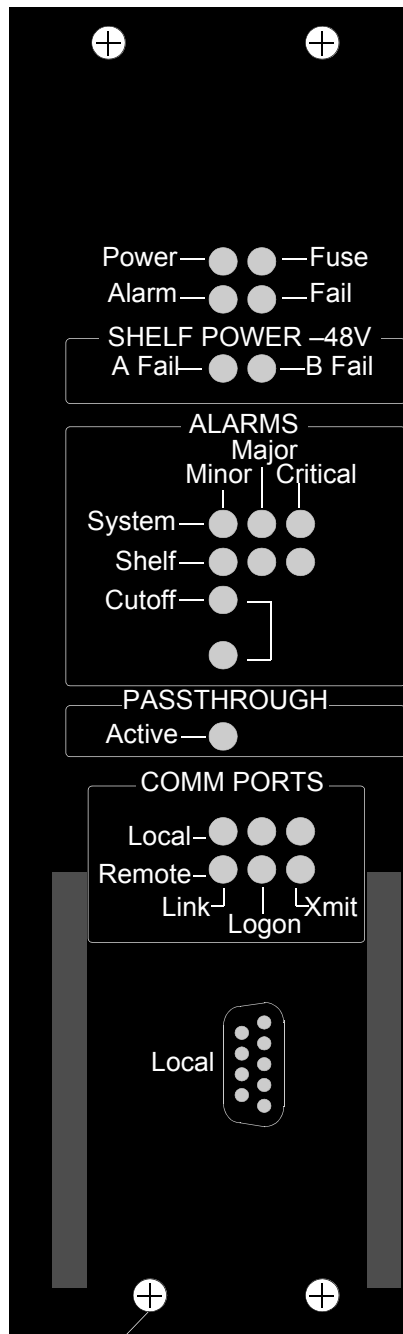 Power Fuse
Alarm Fail
SHELF POWER –48V
A Fail B Fail
ALARMS
Major
Minor Critical
System
Shelf
Cutoff
PASSTHROUGH
Active
COMM PORTS
Local
Remote
Link Xmit
Logon
Local